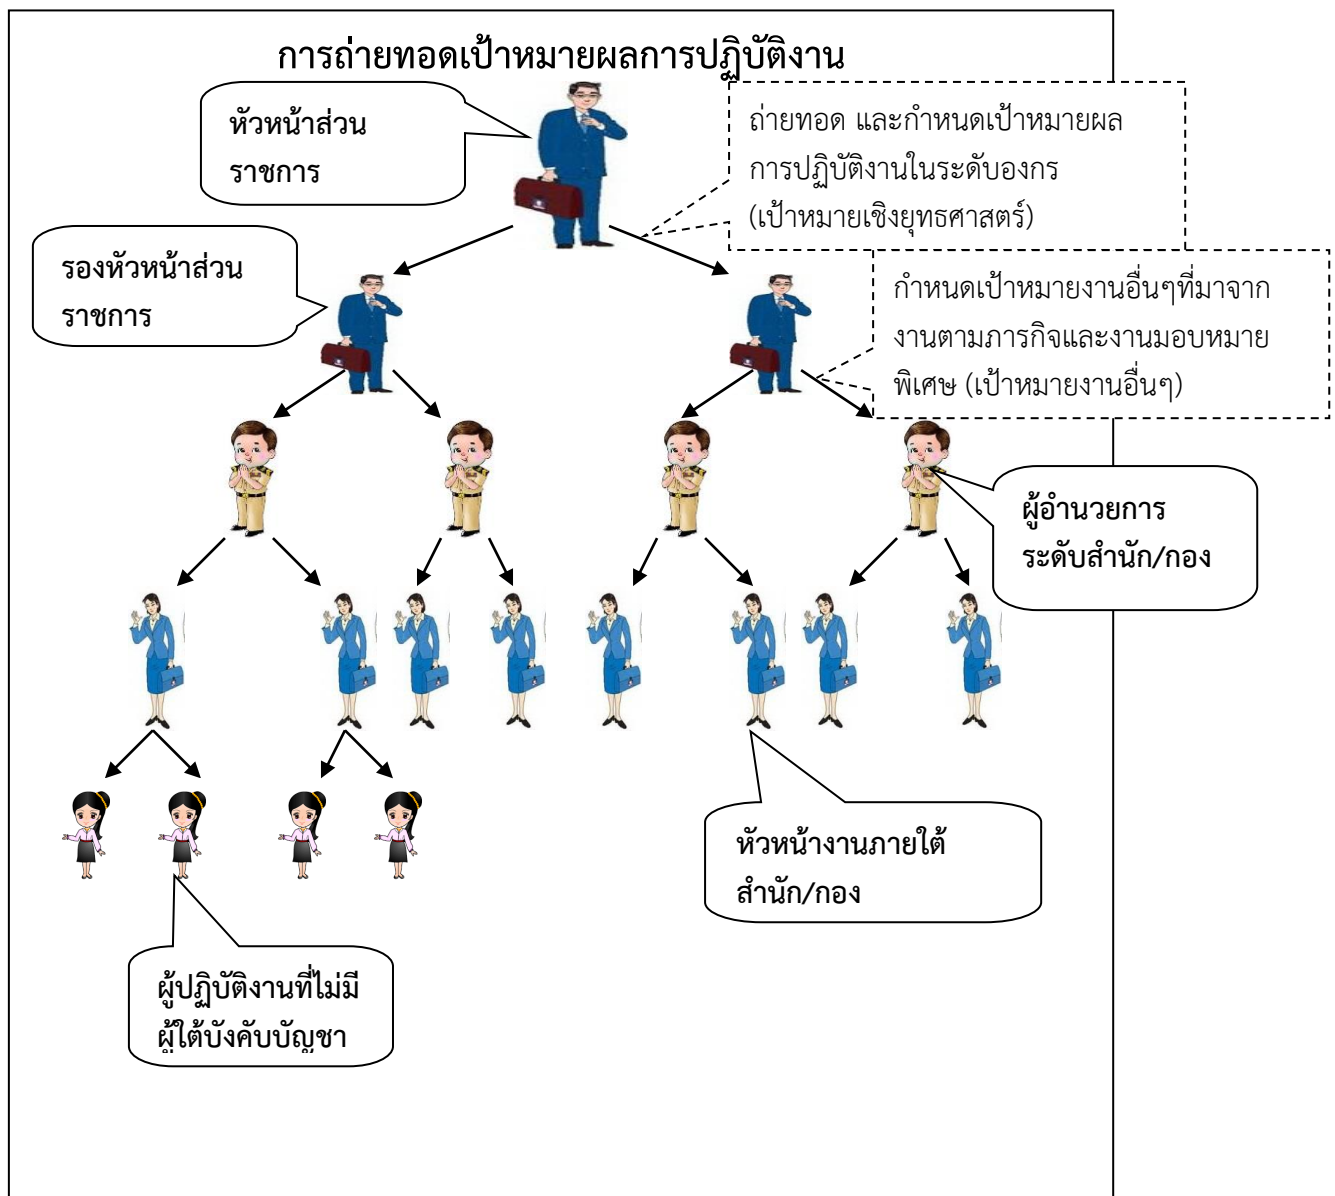 การถ่ายทอดเป้าหมายผลการปฏิบัติงาน
หัวหน้าส่วน
ราชการ
ถ่ายทอด และกำหนดเป้าหมายผล
การปฏิบัติงานในระดับองกร
(เป้าหมายเชิงยุทธศาสตร์)
รองหัวหน้าส่วน
ราชการ
กำหนดเป้าหมายงานอื่นๆที่มาจาก
งานตามภารกิจและงานมอบหมาย
พิเศษ (เป้าหมายงานอื่นๆ)
ผู้อำนวยการ
ระดับสำนัก/กอง
หัวหน้างานภายใต้
สำนัก/กอง
ผู้ปฏิบัติงานที่ไม่มี
ผู้ใต้บังคับบัญชา